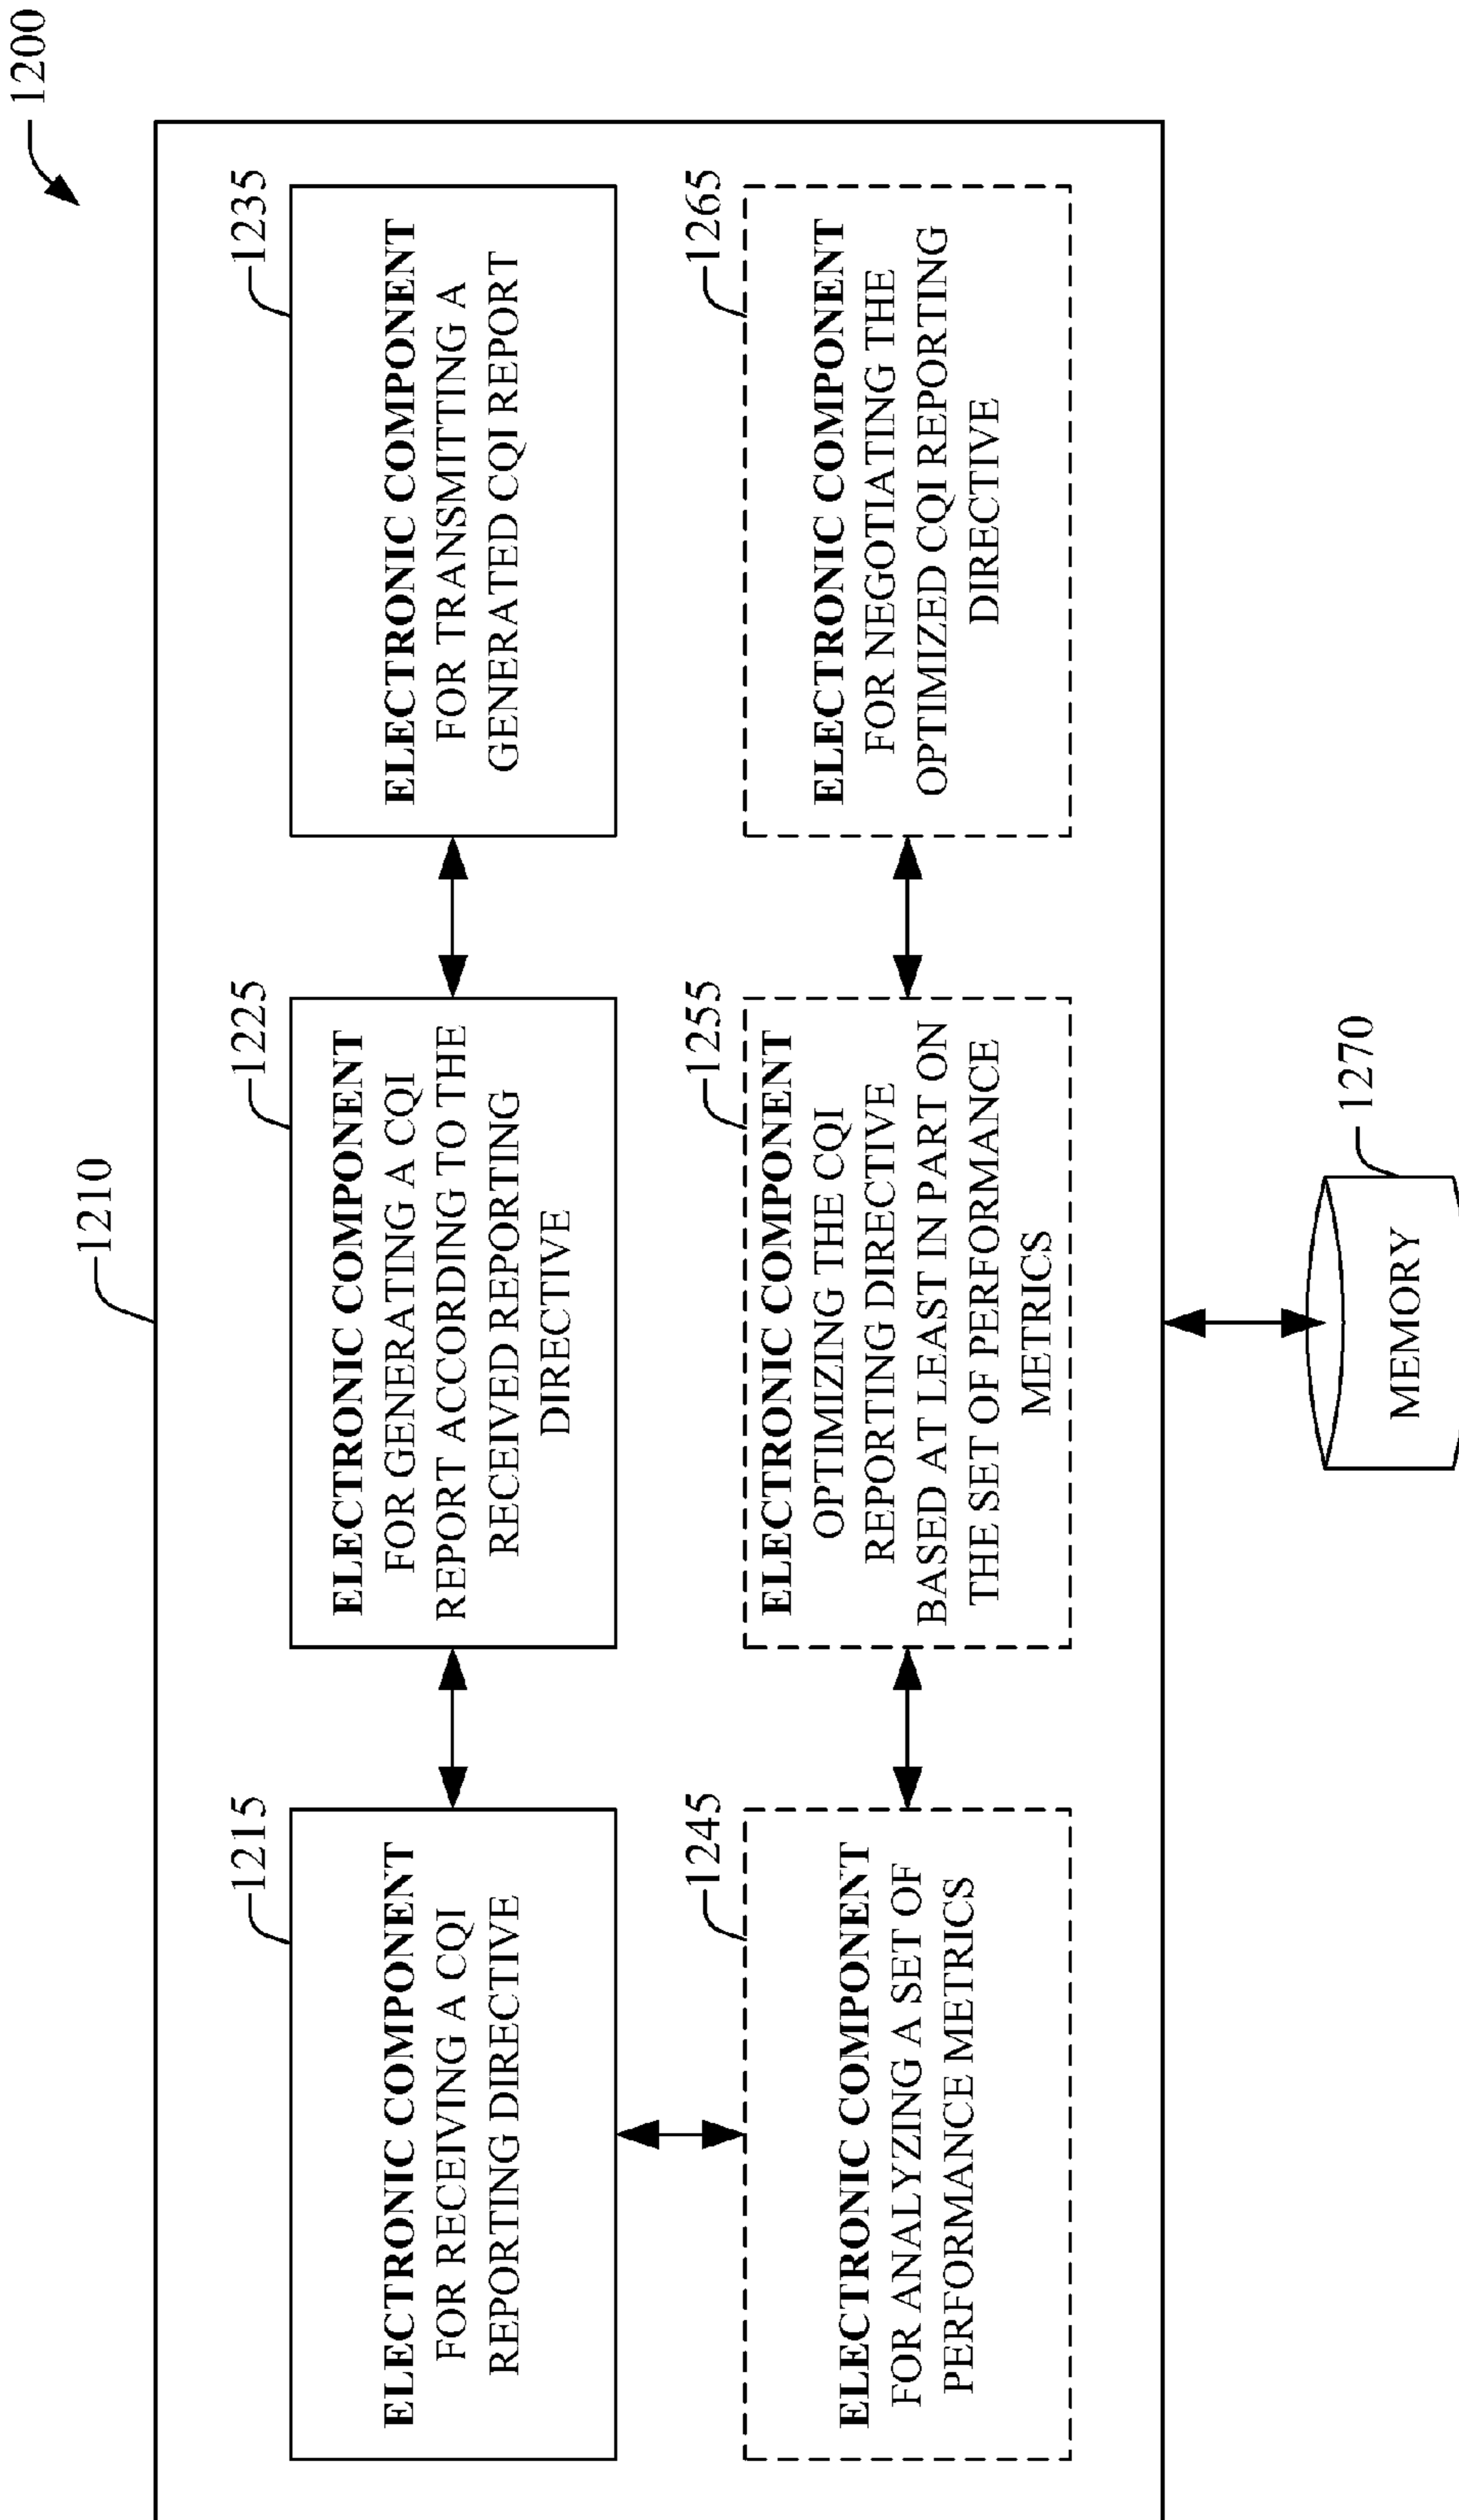 1200
1210
1215
ELECTRONIC COMPONENT
FOR RECEIVING A CQI
REPORTING DIRECTIVE
1225
ELECTRONIC COMPONENT
FOR GENERATING A CQI
REPORT ACCORDING TO THE
RECEIVED REPORTING
DIRECTIVE
1235
ELECTRONIC COMPONENT
FOR TRANSMITTING A
GENERATED CQI REPORT
1245
ELECTRONIC COMPONENT
FOR ANALYZING A SET OF
PERFORMANCE METRICS
1255
ELECTRONIC COMPONENT
OPTIMIZING THE CQI
REPORTING DIRECTIVE
BASED AT LEAST IN PART ON
THE SET OF PERFORMANCE
METRICS
1265
ELECTRONIC COMPONENT
FOR NEGOTIATING THE
OPTIMIZED CQI REPORTING
DIRECTIVE
1270
MEMORY